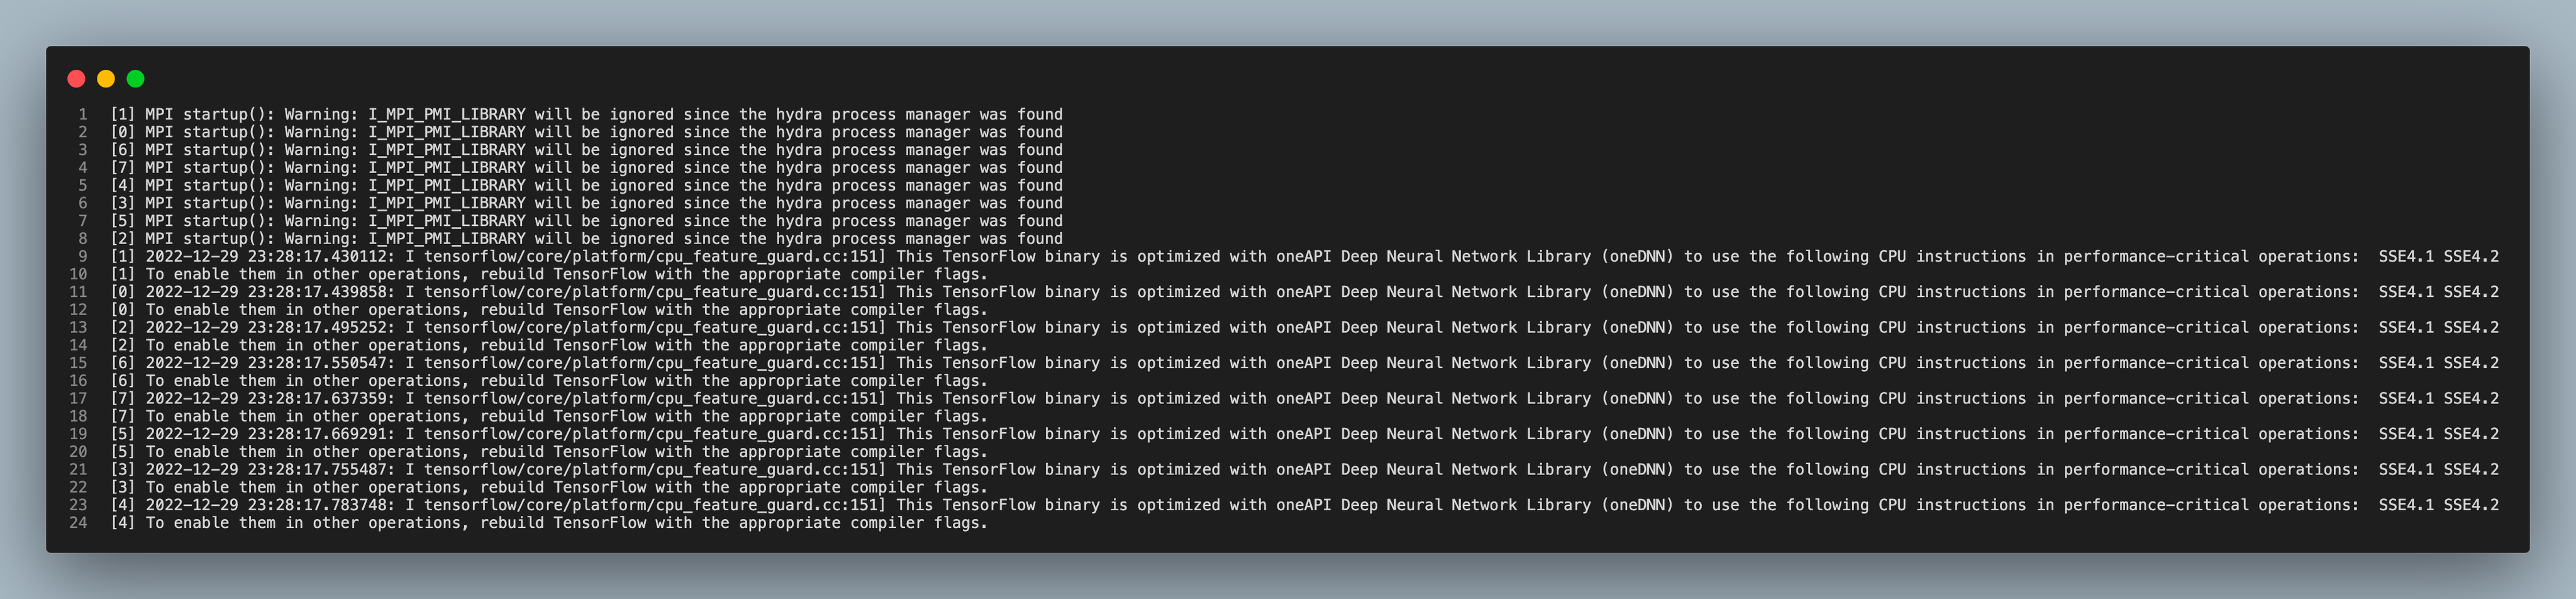 1 [1] MPI startup(): Warning: I_MPI_PMI_LIBRARY will be ignored since the hydra process manager was found
2 [0] MPI startup(): Warning: I_MPI_PMI_LIBRARY will be ignored since the hydra process manager was found
3 [6] MPI startup(): Warning: I_MPI_PMI_LIBRARY will be ignored since the hydra process manager was found
4 [7] MPI startup(): Warning: I_MPI_PMI_LIBRARY will be ignored since the hydra process manager was found
5 [4] MPI startup(): Warning: I_MPI_PMI_LIBRARY will be ignored since the hydra process manager was found
6 [3] MPI startup(): Warning: I_MPI_PMI_LIBRARY will be ignored since the hydra process manager was found
7 [5] MPI startup(): Warning: I_MPI_PMI_LIBRARY will be ignored since the hydra process manager was found
8 [2] MPI startup(): Warning: I_MPI_PMI_LIBRARY will be ignored since the hydra process manager was found
9 [1] 2022-12-29 23:28:17.430112: I tensorflow/core/platform/cpu_feature_guard.cc:151] This TensorFlow binary is optimized with oneAPI Deep Neural Network Library (oneDNN) to use the following CPU instructions in performance-critical operations:  SSE4.1 SSE4.2
10 [1] To enable them in other operations, rebuild TensorFlow with the appropriate compiler flags.
11 [0] 2022-12-29 23:28:17.439858: I tensorflow/core/platform/cpu_feature_guard.cc:151] This TensorFlow binary is optimized with oneAPI Deep Neural Network Library (oneDNN) to use the following CPU instructions in performance-critical operations:  SSE4.1 SSE4.2
12 [0] To enable them in other operations, rebuild TensorFlow with the appropriate compiler flags.
13 [2] 2022-12-29 23:28:17.495252: I tensorflow/core/platform/cpu_feature_guard.cc:151] This TensorFlow binary is optimized with oneAPI Deep Neural Network Library (oneDNN) to use the following CPU instructions in performance-critical operations:  SSE4.1 SSE4.2
14 [2] To enable them in other operations, rebuild TensorFlow with the appropriate compiler flags.
15 [6] 2022-12-29 23:28:17.550547: I tensorflow/core/platform/cpu_feature_guard.cc:151] This TensorFlow binary is optimized with oneAPI Deep Neural Network Library (oneDNN) to use the following CPU instructions in performance-critical operations:  SSE4.1 SSE4.2
16 [6] To enable them in other operations, rebuild TensorFlow with the appropriate compiler flags.
17 [7] 2022-12-29 23:28:17.637359: I tensorflow/core/platform/cpu_feature_guard.cc:151] This TensorFlow binary is optimized with oneAPI Deep Neural Network Library (oneDNN) to use the following CPU instructions in performance-critical operations:  SSE4.1 SSE4.2
18 [7] To enable them in other operations, rebuild TensorFlow with the appropriate compiler flags.
19 [5] 2022-12-29 23:28:17.669291: I tensorflow/core/platform/cpu_feature_guard.cc:151] This TensorFlow binary is optimized with oneAPI Deep Neural Network Library (oneDNN) to use the following CPU instructions in performance-critical operations:  SSE4.1 SSE4.2
20 [5] To enable them in other operations, rebuild TensorFlow with the appropriate compiler flags.
21 [3] 2022-12-29 23:28:17.755487: I tensorflow/core/platform/cpu_feature_guard.cc:151] This TensorFlow binary is optimized with oneAPI Deep Neural Network Library (oneDNN) to use the following CPU instructions in performance-critical operations:  SSE4.1 SSE4.2
22 [3] To enable them in other operations, rebuild TensorFlow with the appropriate compiler flags.
23 [4] 2022-12-29 23:28:17.783748: I tensorflow/core/platform/cpu_feature_guard.cc:151] This TensorFlow binary is optimized with oneAPI Deep Neural Network Library (oneDNN) to use the following CPU instructions in performance-critical operations:  SSE4.1 SSE4.2
24 [4] To enable them in other operations, rebuild TensorFlow with the appropriate compiler flags.